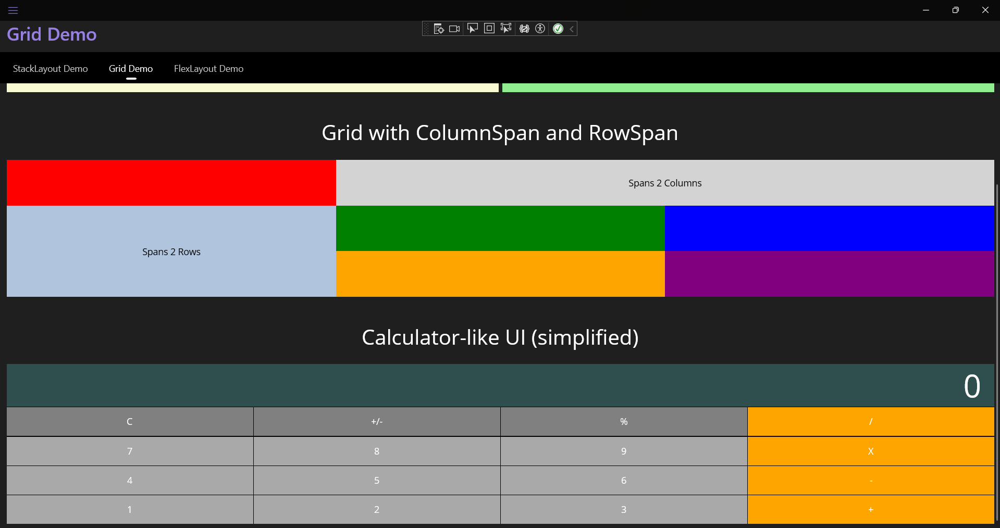 Grid Demo
StackLayout Demo
Grid Demo
FlexLayout Demo
Grid with ColumnSpan and RowSpan
Spans 2 Columns
Spans 2 Rows
Calculator-like UI (simplified)
0
C +/- % /
7 8 9 X
4 5 6 -
1 2 3 +